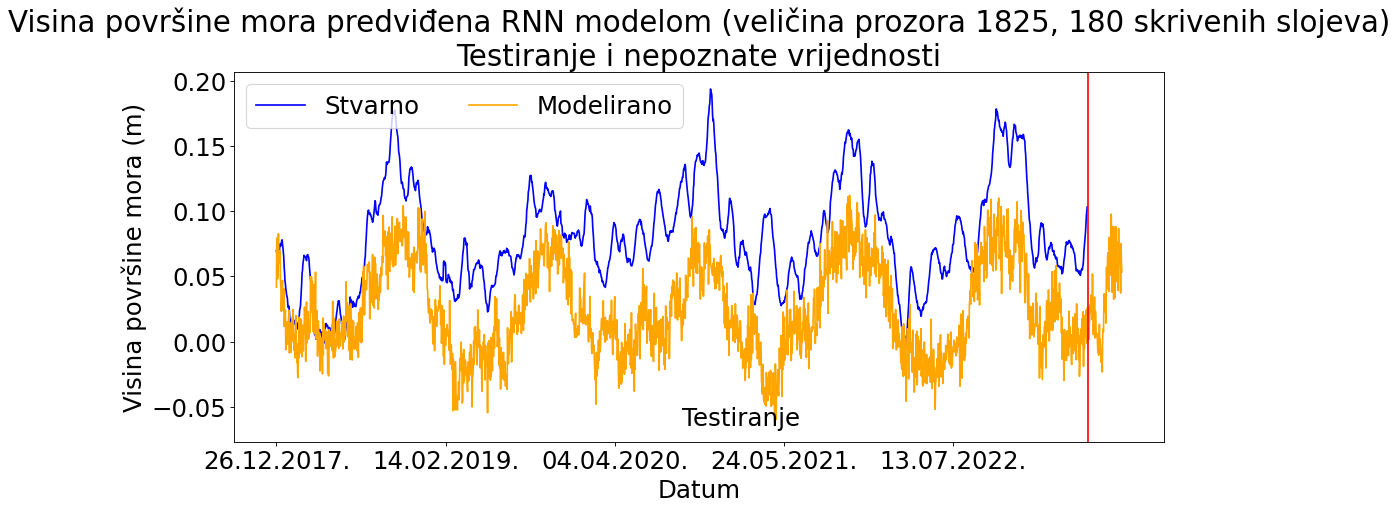 Visina površine mora predviđena RNN modelom (veličina prozora 1825, 180 skrivenih slojeva)
Testiranje i nepoznate vrijednosti
Stvarno Modelirano
Visina površine mora (m)
0.20
0.15
0.10
0.05
0.00
−0.05
Testiranje
26.12.2017. 14.02.2019. 04.04.2020. 24.05.2021. 13.07.2022.
Datum